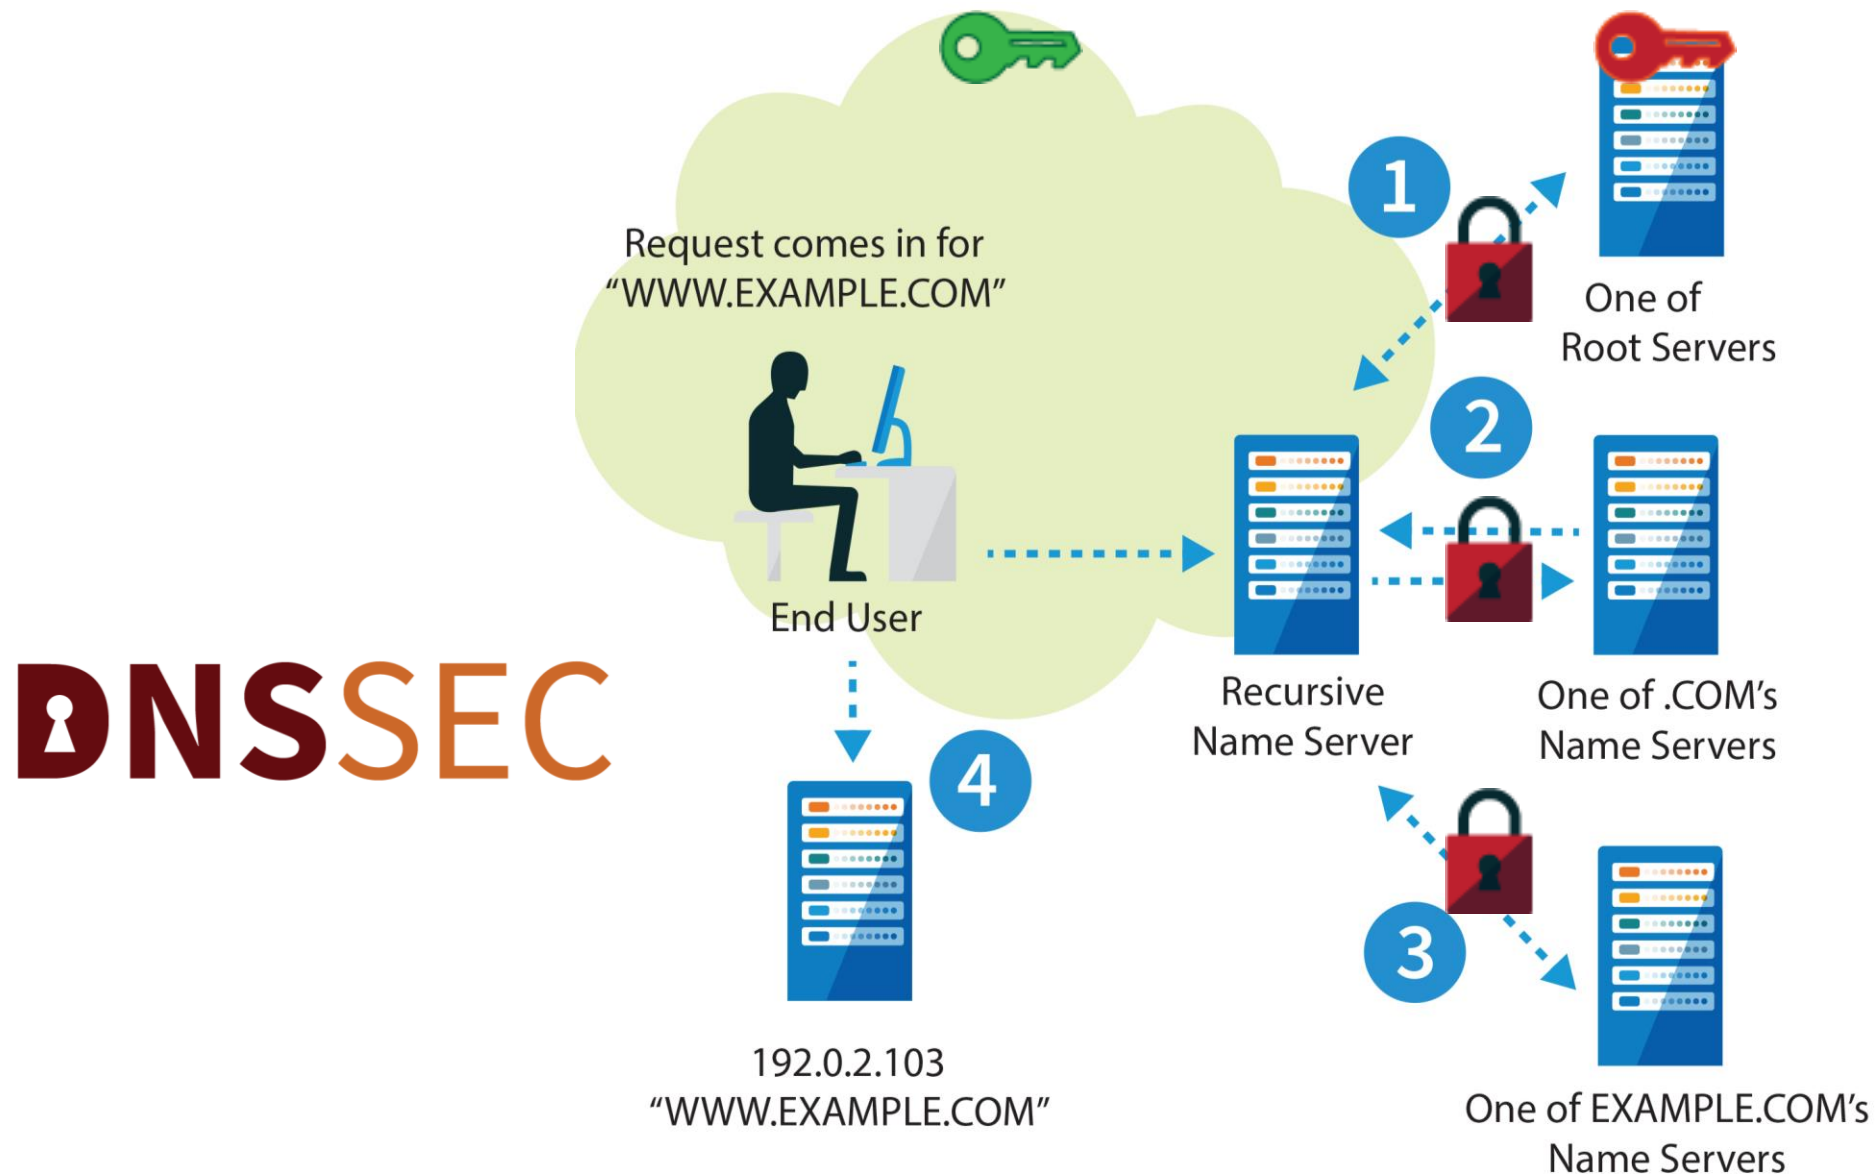 Request comes in for
“WWW.EXAMPLE.COM”
1
One of
Root Servers
2
End User
DNSSEC
Recursive
Name Server
One of .COM’s
Name Servers
4
3
192.0.2.103
“WWW.EXAMPLE.COM”
One of EXAMPLE.COM’s
Name Servers